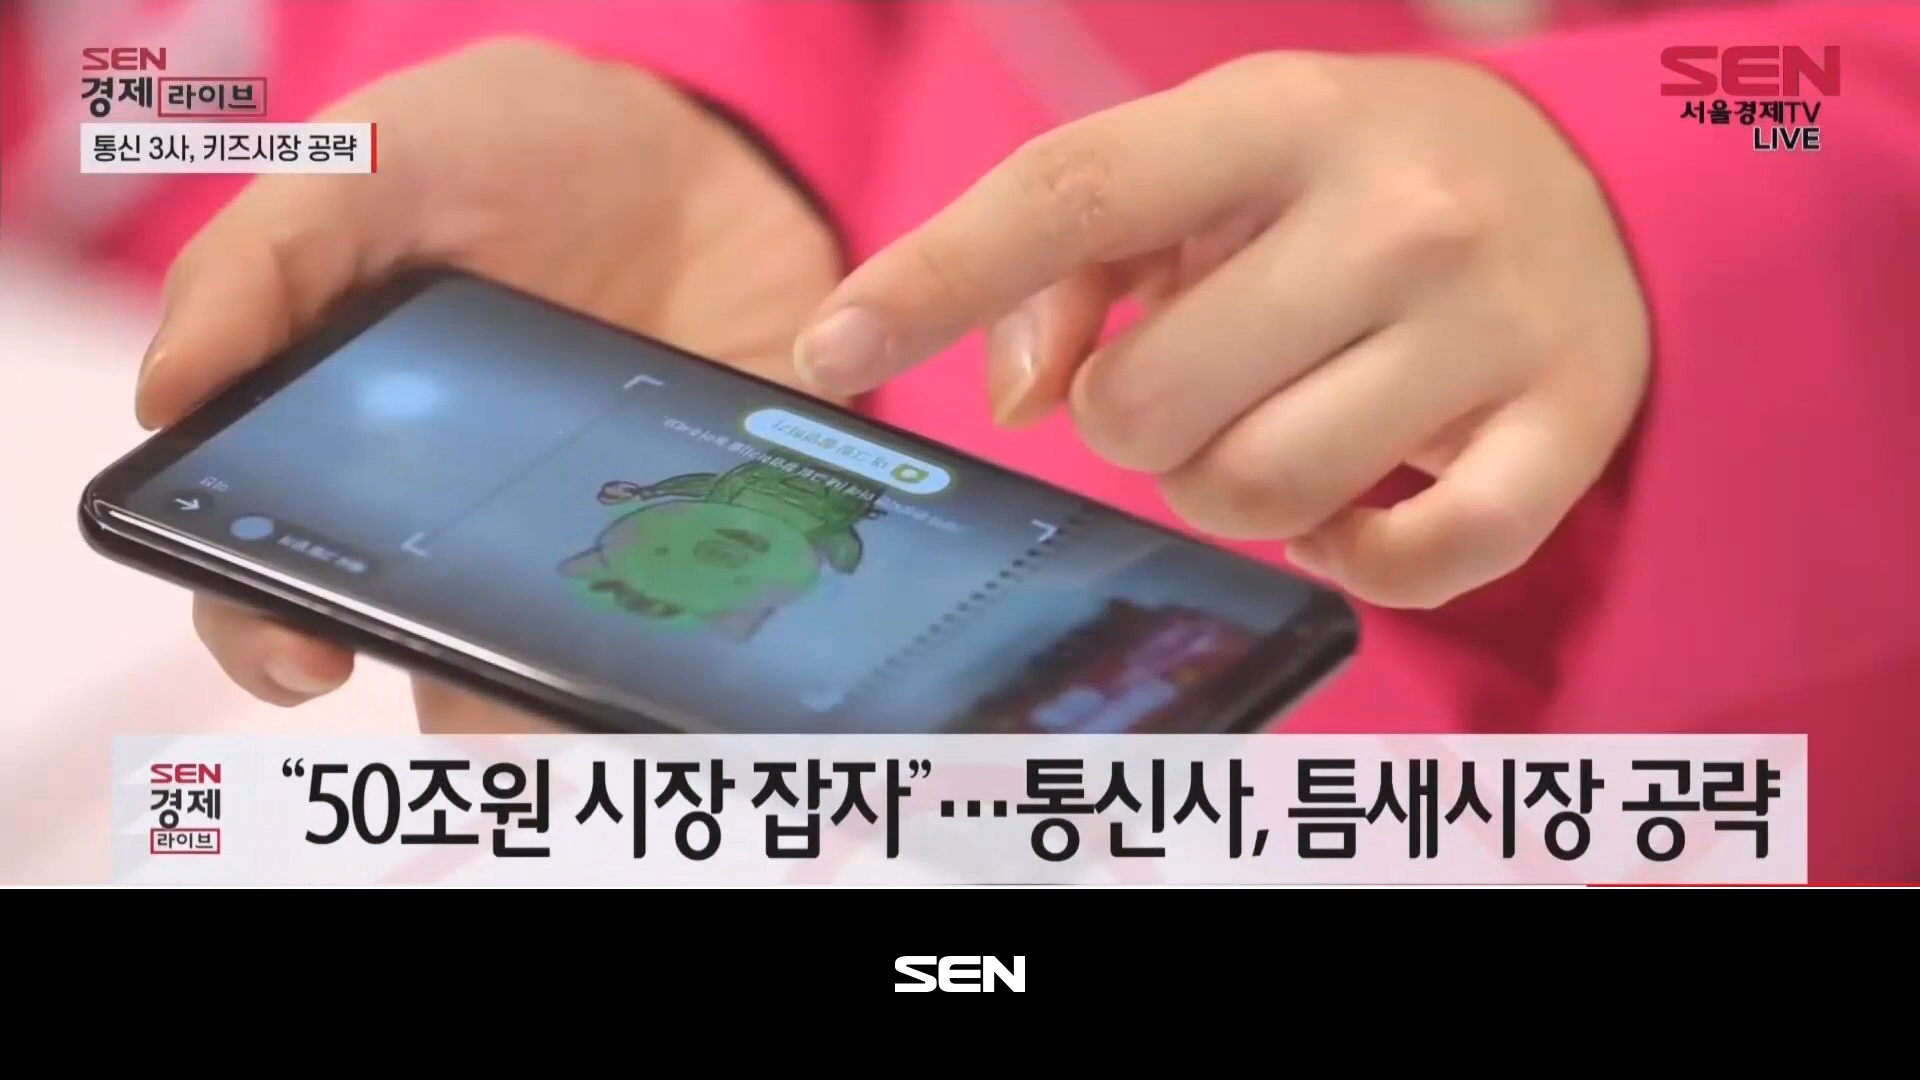 SEN
경제 라이브
통신 3사, 키즈시장 공략
SEN
서울경제TV
LIVE
SEN
경제
라이브
“50조원 시장 잡자”…통신사, 틈새시장 공략
SEN